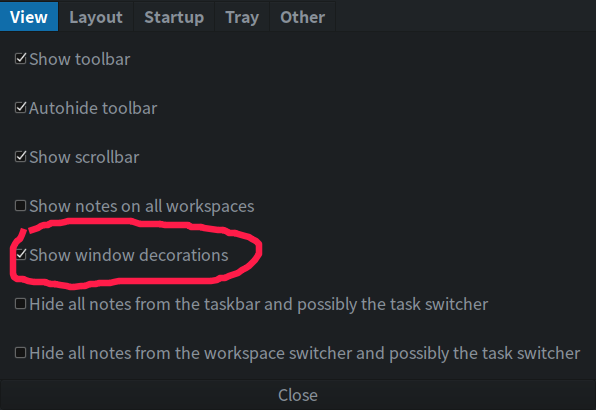 View Layout Startup Tray Other
Show toolbar
Autohide toolbar
Show scrollbar
Show notes on all workspaces
Show window decorations
Hide all notes from the taskbar and possibly the task switcher
Hide all notes from the workspace switcher and possibly the task switcher
Close